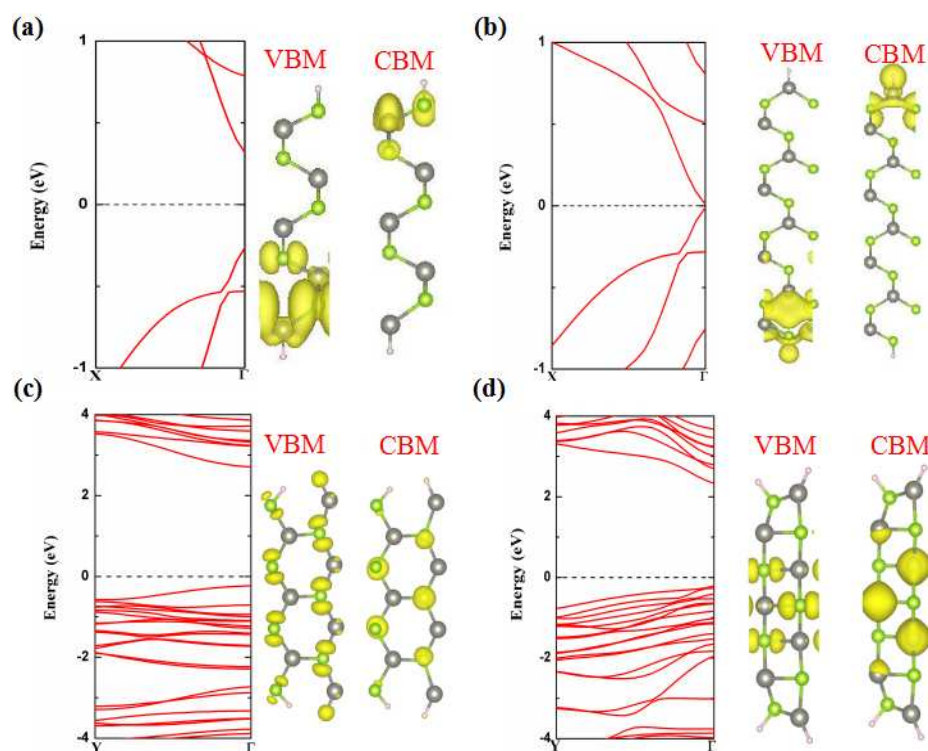 (a)
VBM
CBM
Energy (eV)
1
0
-1
X
Γ
(b)
VBM
CBM
Energy (eV)
1
0
-1
X
Γ
(c)
VBM
CBM
Energy (eV)
4
2
0
-2
-4
Y
Γ
(d)
VBM
CBM
Energy (eV)
4
2
0
-2
-4
Y
Γ